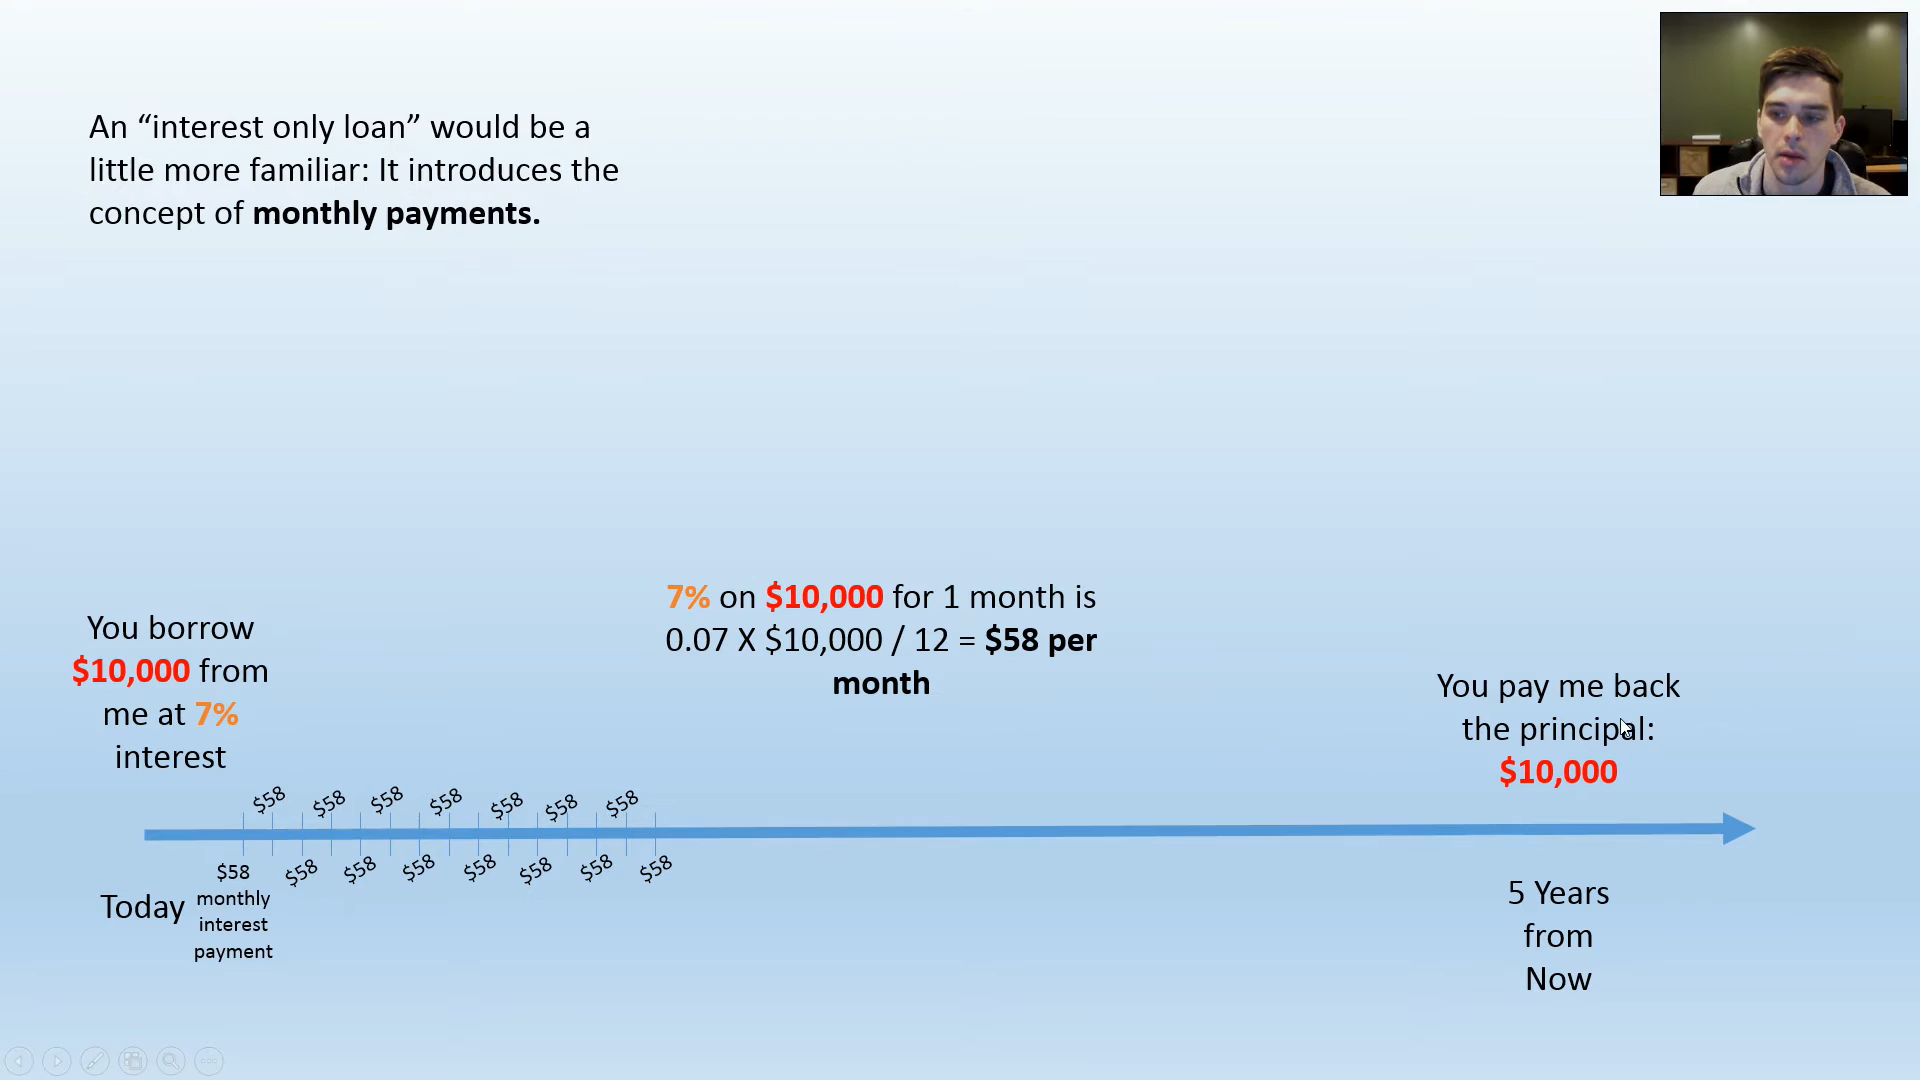 An “interest only loan” would be a
little more familiar: It introduces the
concept of monthly payments.
7% on $10,000 for 1 month is
0.07 X $10,000 / 12 = $58 per
month
You borrow
$10,000 from
me at 7%
interest
You pay me back
the principal:
$10,000
$58 $58 $58 $58 $58 $58 $58
$58 $58 $58 $58 $58 $58 $58 $58
monthly
interest
payment
Today
5 Years
from
Now